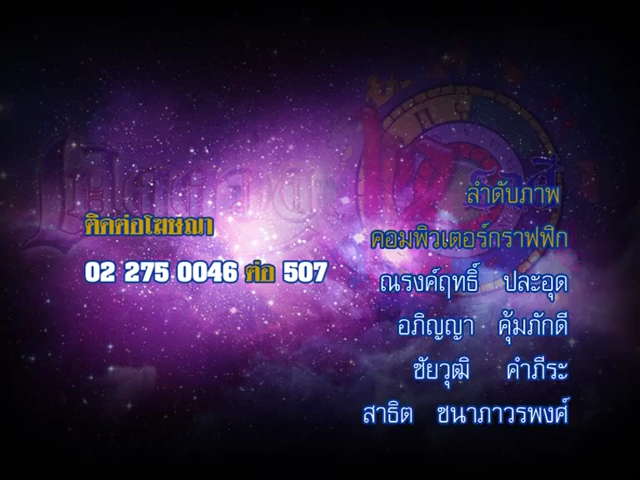 ติดต่อโฆษณา
02 275 0046 ต่อ 507
ลำดับภาพ
คอมพิวเตอร์กราฟฟิก
ณรงค์ฤทธิ์ ปละอุด
อภิญญา คุ้มภักดี
ชัยวุฒิ คำภีระ
สาธิต ชนาภาวรพงศ์